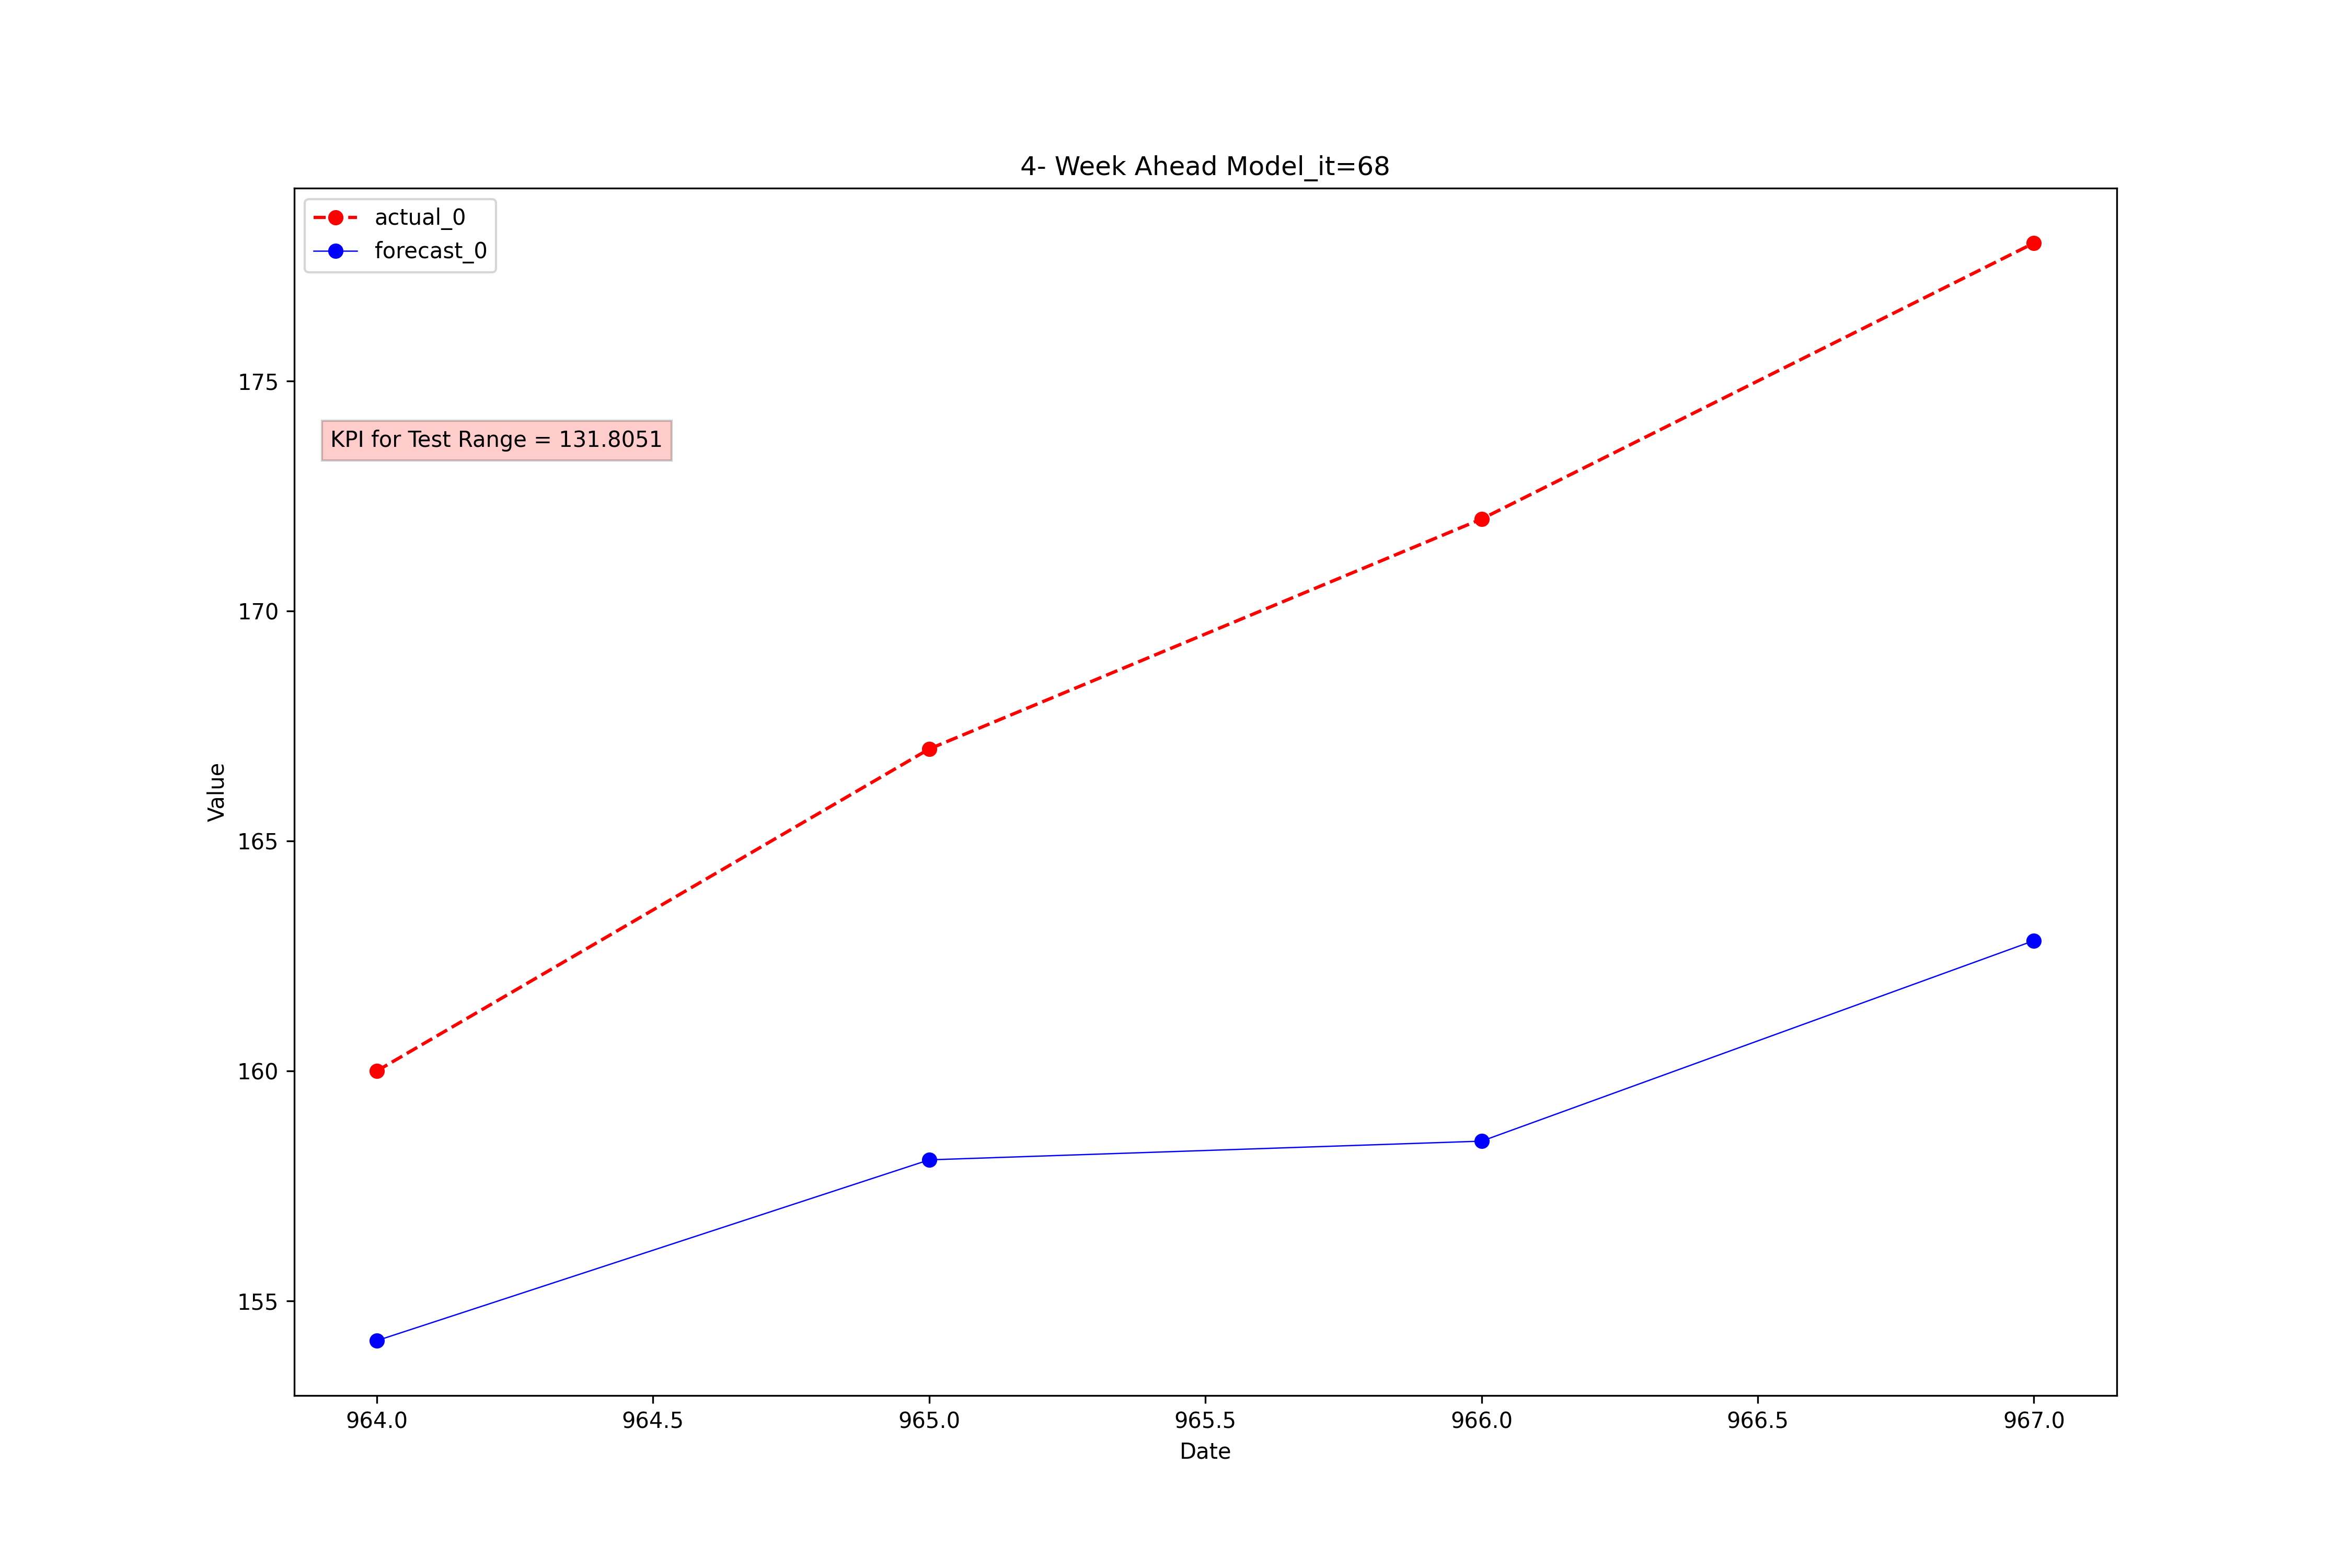 4- Week Ahead Model_it=68
actual_0
forecast_0
KPI for Test Range = 131.8051
175
170
165
160
155
Value
964.0 964.5 965.0 965.5 966.0 966.5 967.0
Date